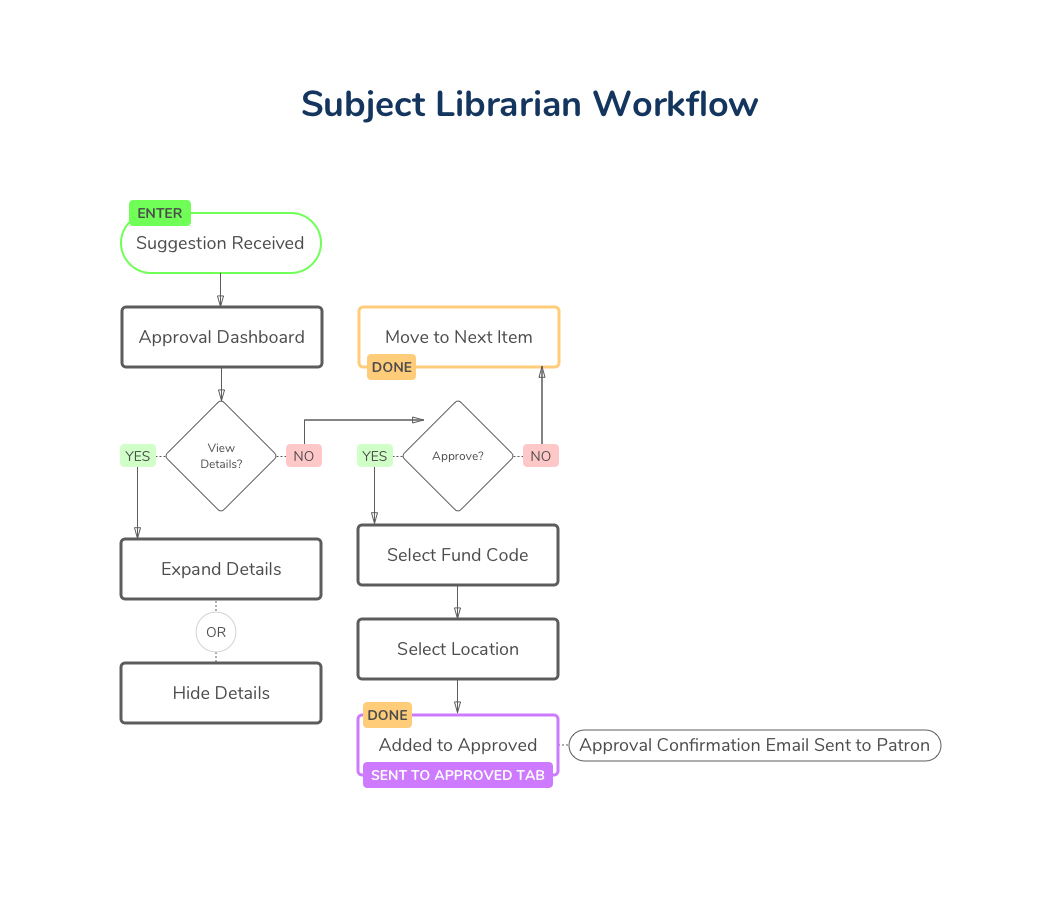 Subject Librarian Workflow
ENTER
Suggestion Received
Approval Dashboard
Move to Next Item
DONE
View
Details?
YES
NO
Approve?
YES
NO
Expand Details
OR
Hide Details
Select Fund Code
Select Location
DONE
Added to Approved
SENT TO APPROVED TAB
Approval Confirmation Email Sent to Patron